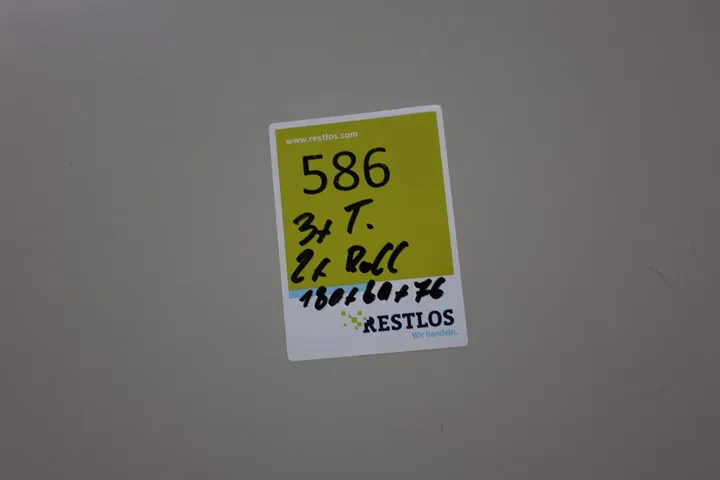 www.restlos.com
586
3x T.
2x Roll
180x60x76
RESTLOS
Wir handeln.